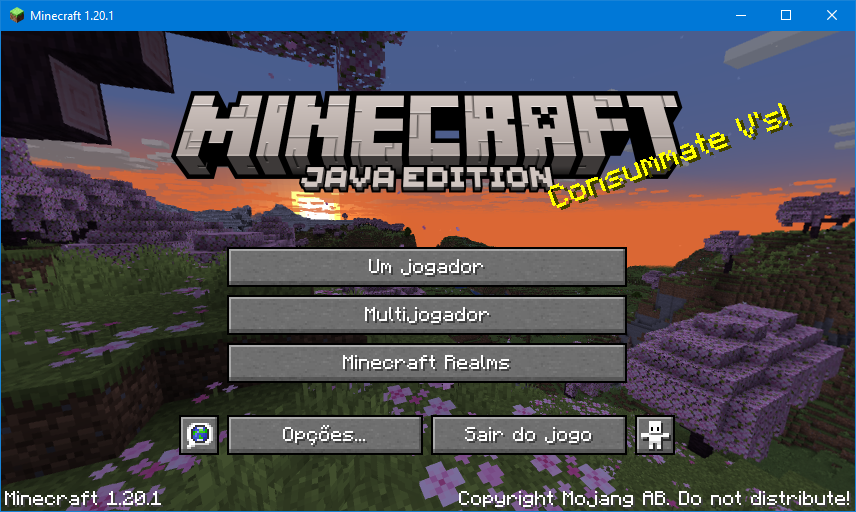 Minecraft 1.20.1
MINECRAFT
JAVA EDITION
Consummate V's!
Um jogador
Multijogador
Minecraft Realms
Opções...
Sair do jogo
Minecraft 1.20.1
Copyright Mojang AB. Do not distribute!